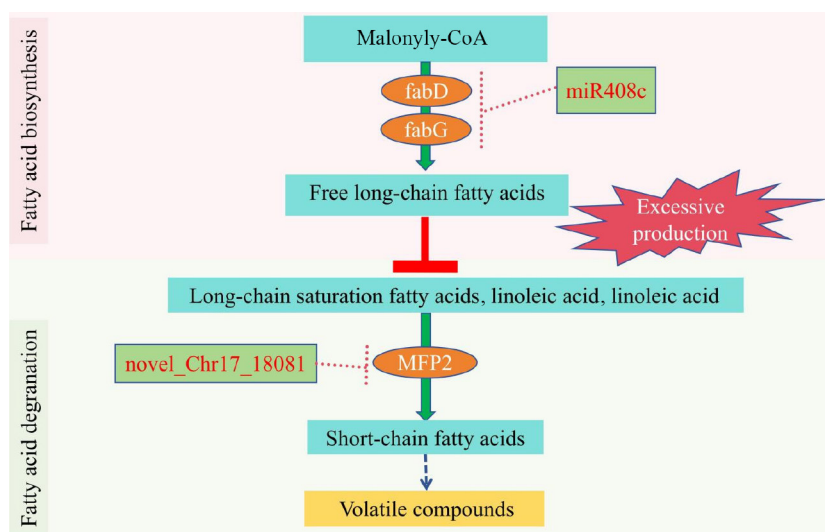 Fatty acid biosynthesis
Malonyly-CoA
fabD
miR408c
fabG
Free long-chain fatty acids
Excessive
production
Long-chain saturation fatty acids, linoleic acid, linoleic acid
Fatty acid degranation
novel_Chr17_18081
MFP2
Short-chain fatty acids
Volatile compounds